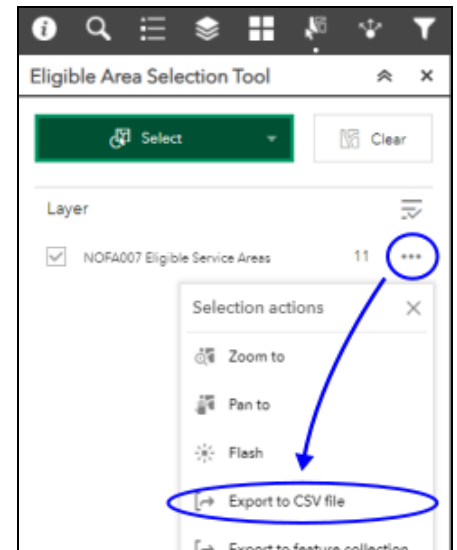 Eligible Area Selection Tool
Select
Clear
Layer
NOFA007 Eligible Service Areas 11
Selection actions
Zoom to
Pan to
Flash
Export to CSV file
Export to feature collection